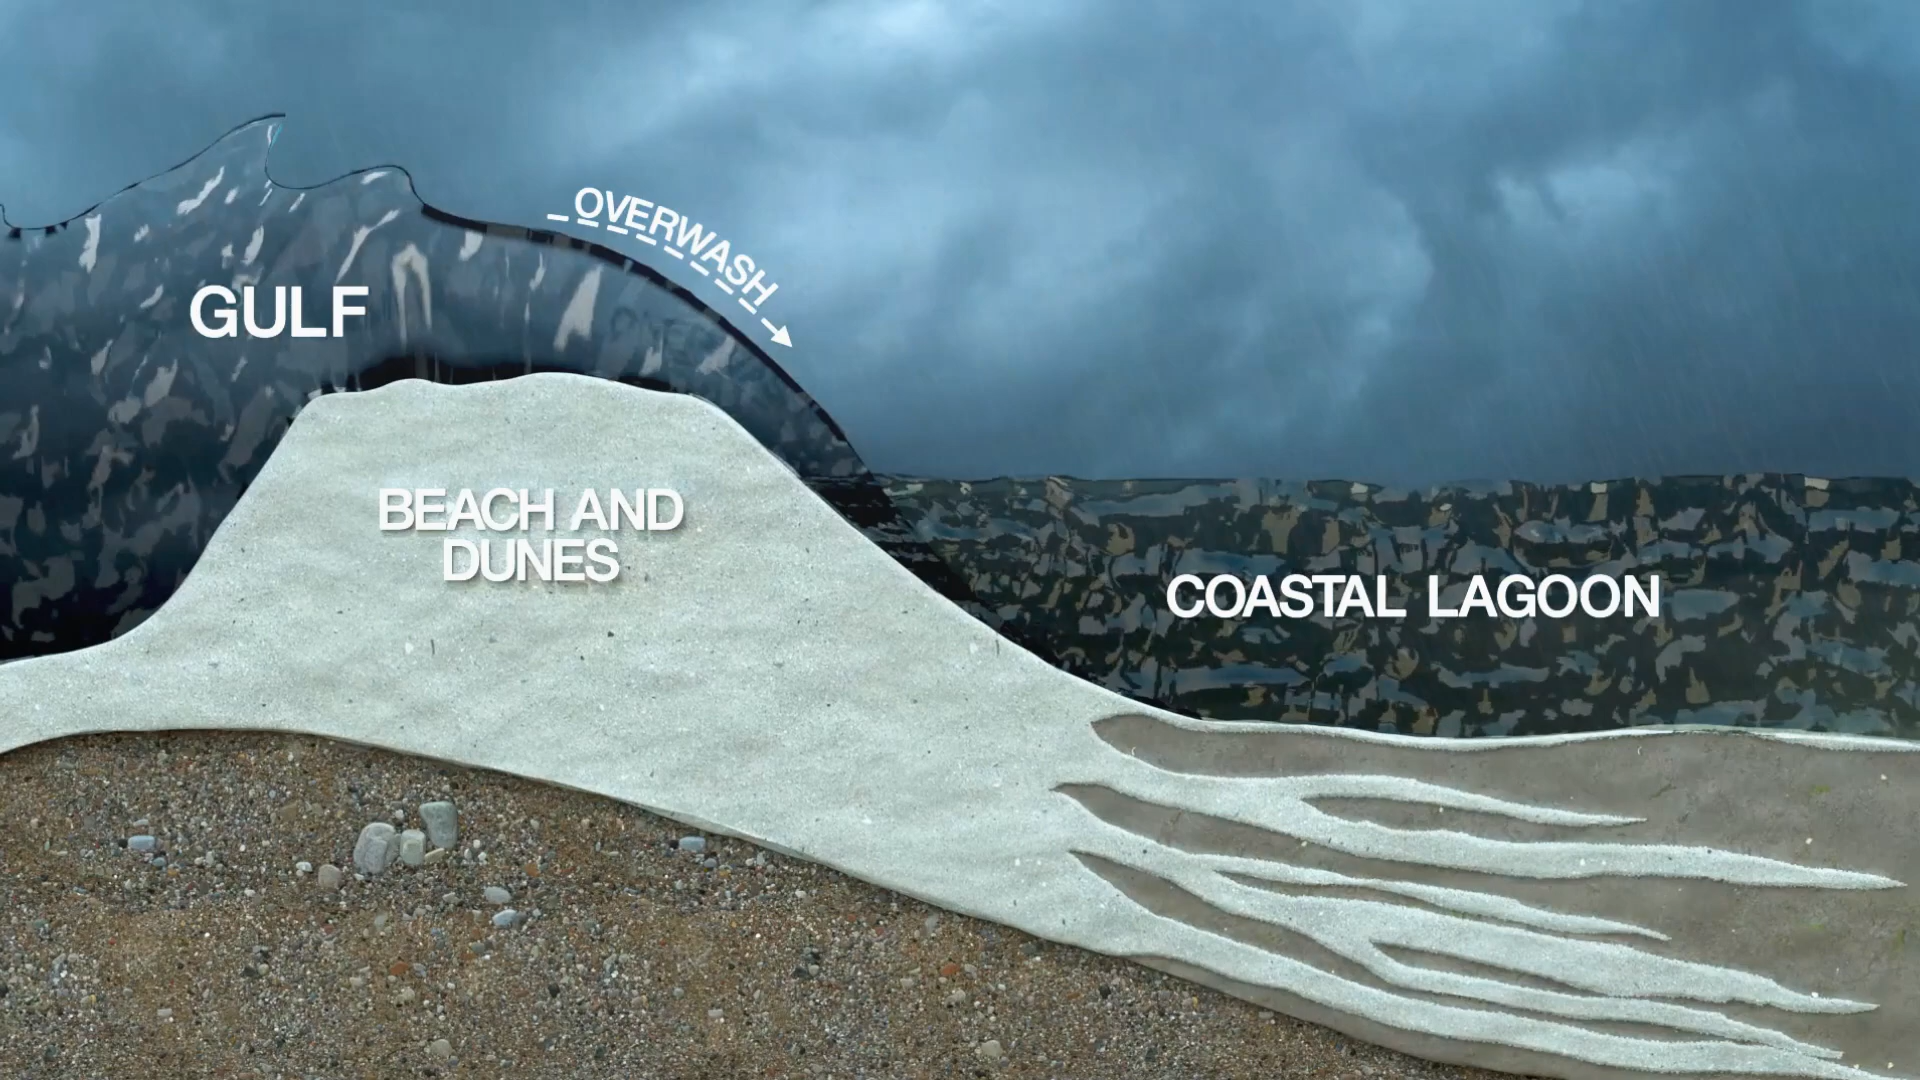 OVERWASH
GULF
BEACH AND
DUNES
COASTAL LAGOON